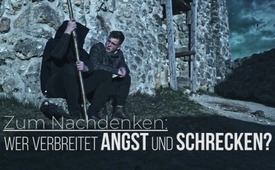 Zum Nachdenken:
WER VERBREITET ANGST UND SCHRECKEN?